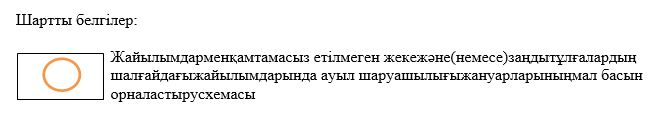 Шартты белгілер:
Жайылымдарменқамтамасыз етілмеген жекежәне(немесе)заңдытұлғалардың
шалғайдағыжайылымдарында ауыл шаруашылығыжануарларыныңмал басын
орналастырусхемасы